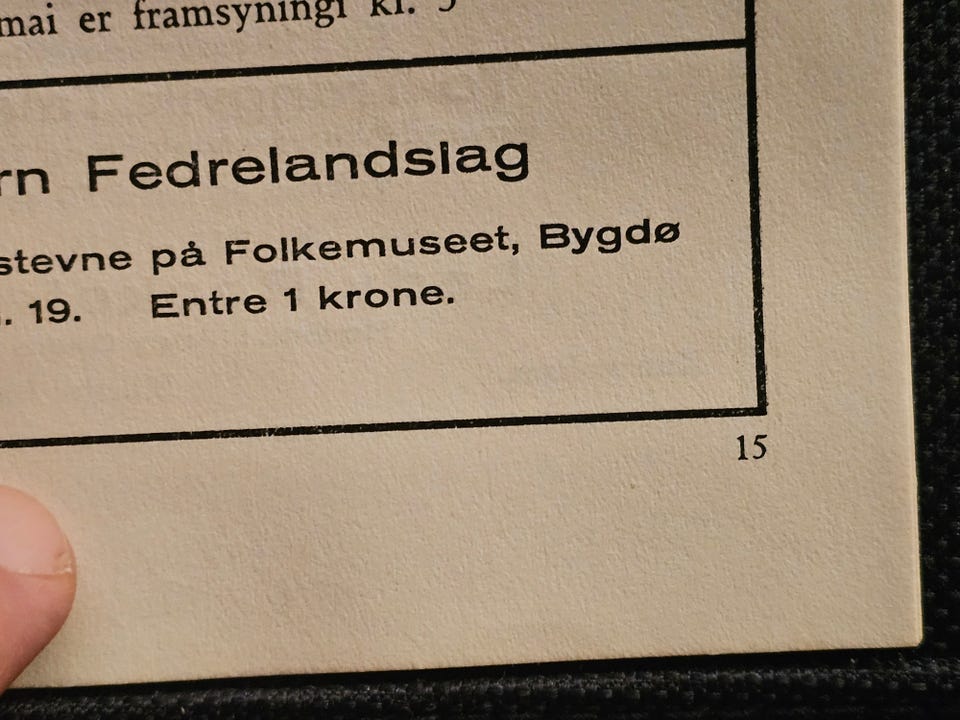 mai er framsyningi kl. 5
rn Fedrelandslag
stevne på Folkemuseet, Bygdø
. 19. Entre 1 krone.
15